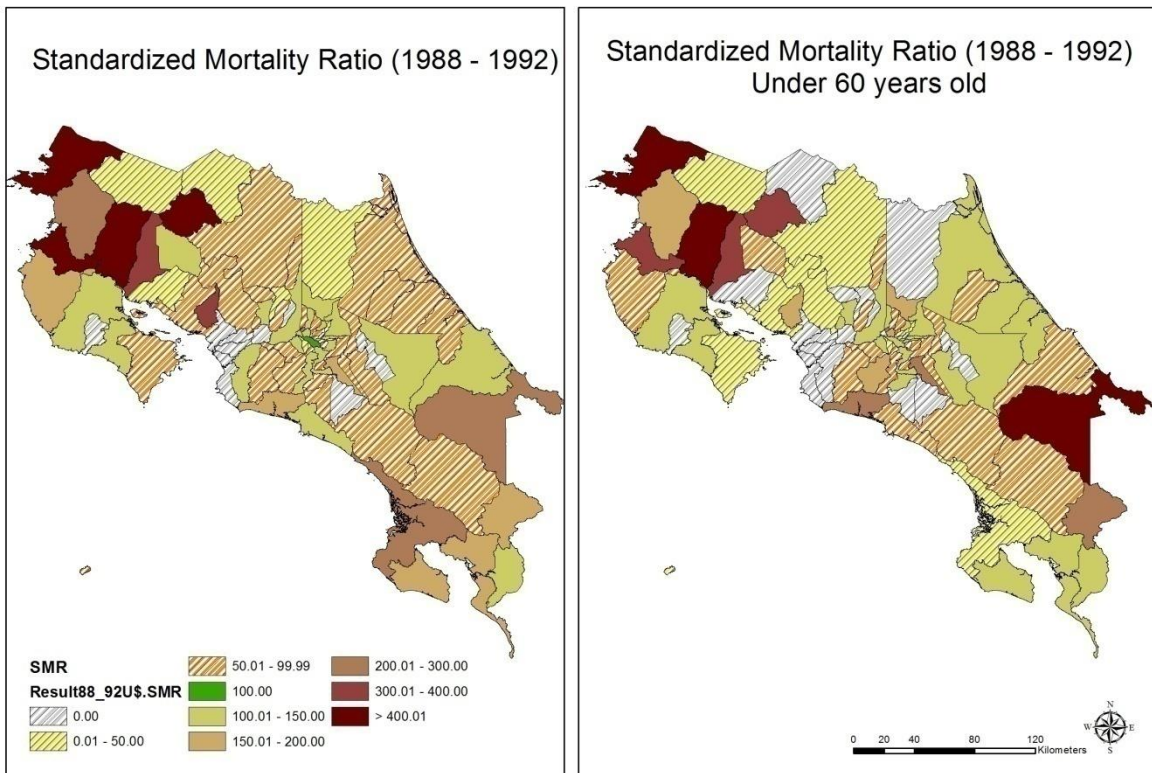 Standardized Mortality Ratio (1988 - 1992)
SMR
Result88_92U$.SMR
0.00
0.01 - 50.00
50.01 - 99.99
100.00
100.01 - 150.00
150.01 - 200.00
200.01 - 300.00
300.01 - 400.00
> 400.01
Standardized Mortality Ratio (1988 - 1992)
Under 60 years old
N
W E
S
0 20 40 80 120
Kilometers